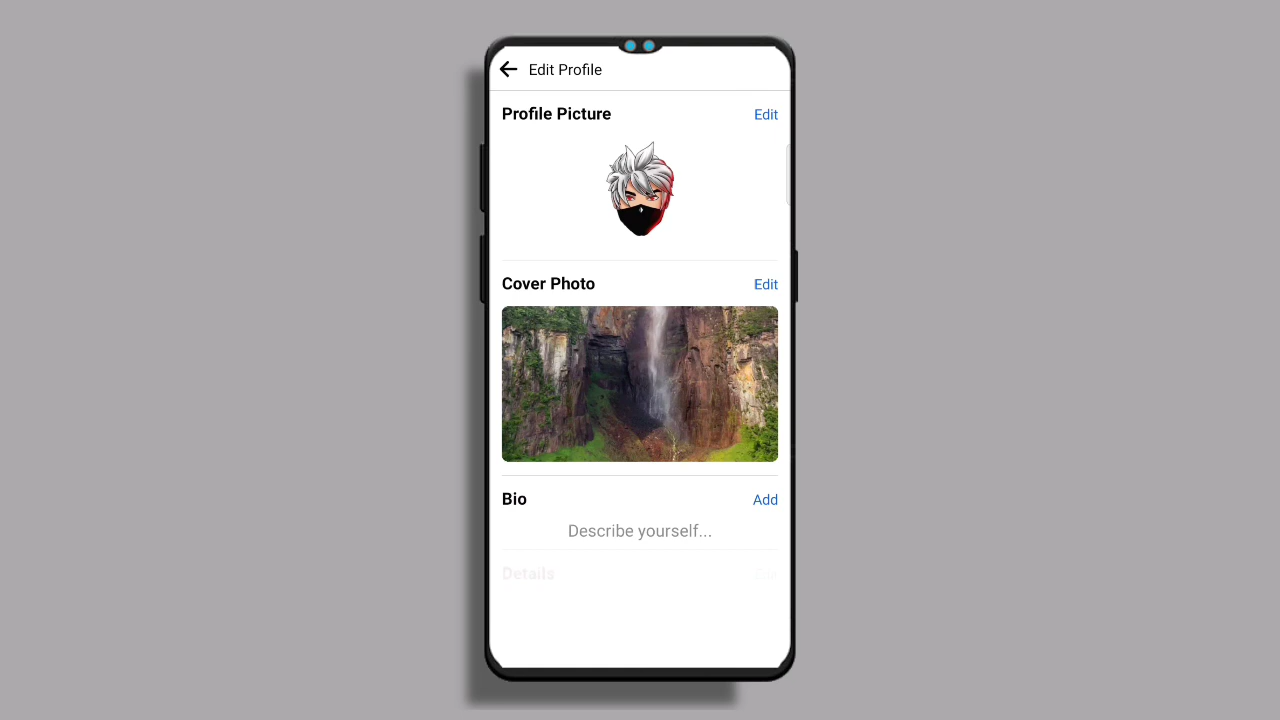 Edit Profile
Profile Picture
Edit
Cover Photo
Edit
Bio
Add
Describe yourself...
Details
Edit